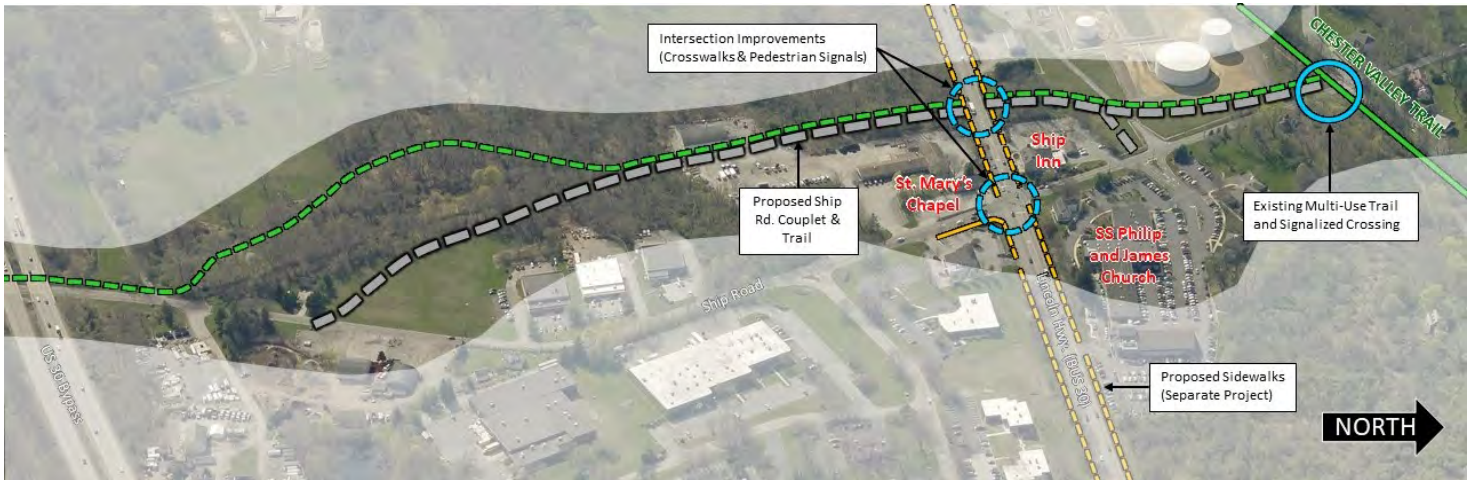 Intersection Improvements
(Crosswalks & Pedestrian Signals)
CHESTER VALLEY TRAIL
Ship
Inn
St. Mary's
Chapel
Proposed Ship
Rd. Couplet &
Trail
Existing Multi-Use Trail
and Signalized Crossing
SS Philip
and James
Church
Ship Road
Lincoln Hwy. (BUS 30)
US 30 Bypass
Proposed Sidewalks
(Separate Project)
NORTH